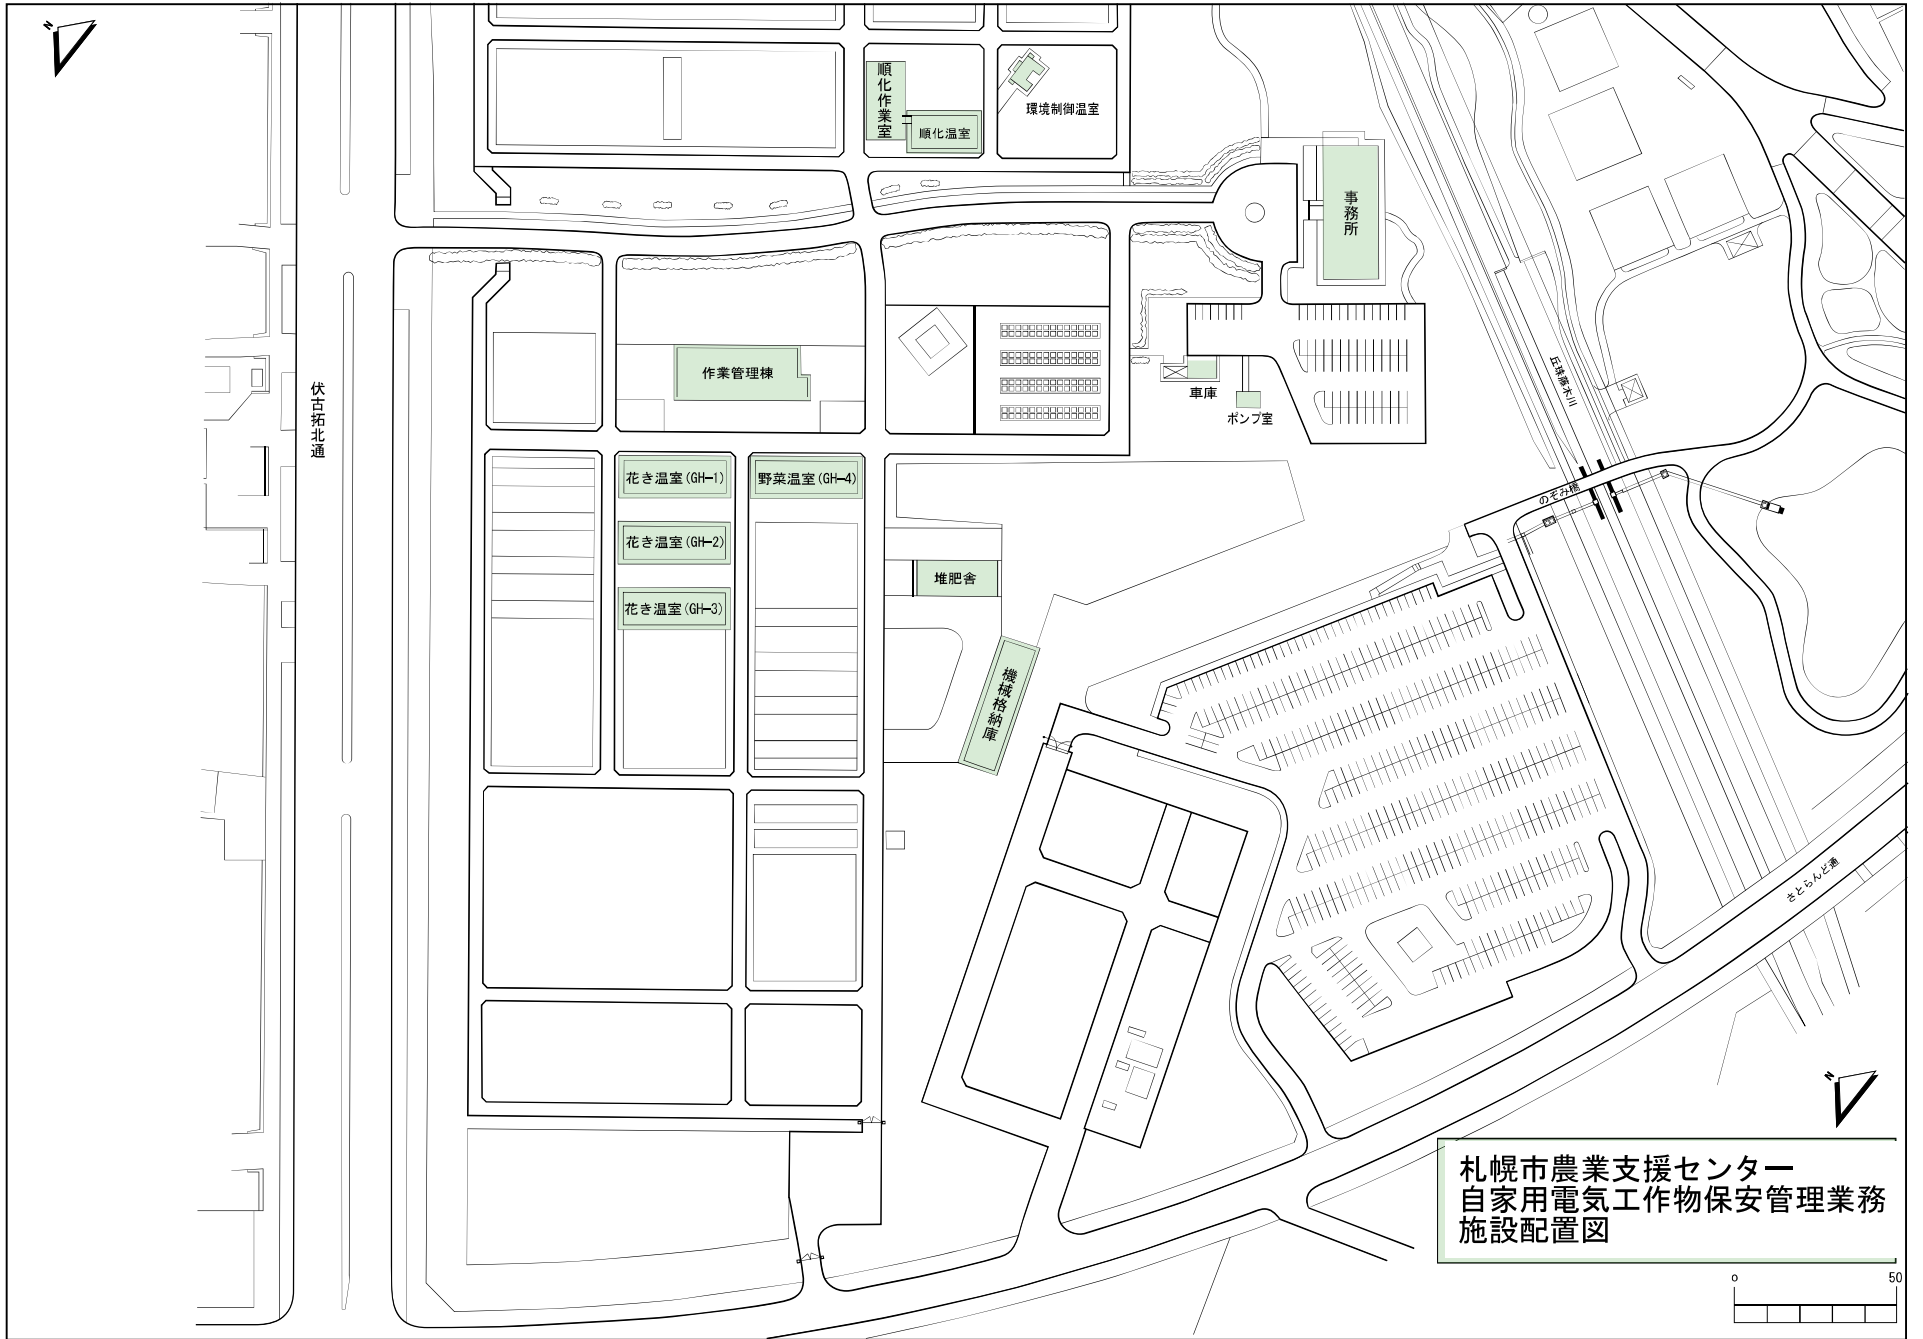 N
順化作業室
順化温室
環境制御温室
事務所
伏古拓北通
作業管理棟
車庫
ポンプ室
丘珠藤木川
のぞみ橋
花き温室(GH-1)
野菜温室(GH-4)
花き温室(GH-2)
花き温室(GH-3)
堆肥舎
機械格納庫
さとらんど通
N
札幌市農業支援センター
自家用電気工作物保安管理業務
施設配置図
0
50